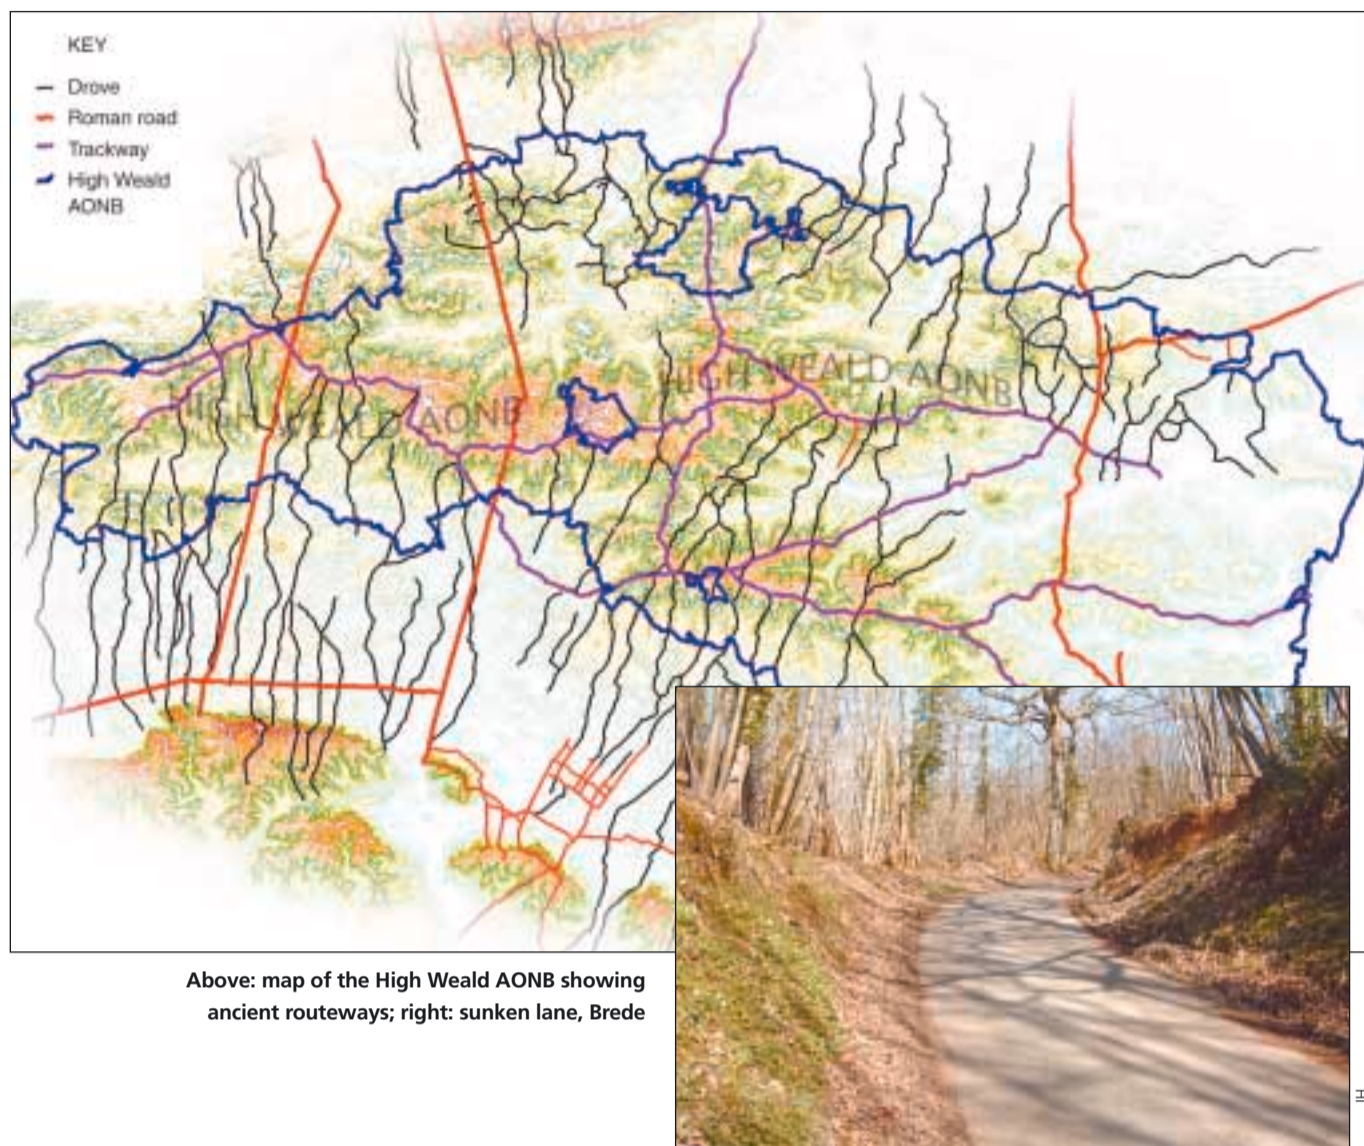 KEY
Drove
Roman road
Trackway
High Weald
AONB
HIGH WEALD AONB
HIGH WEALD AONB
Above: map of the High Weald AONB showing
ancient routeways; right: sunken lane, Brede